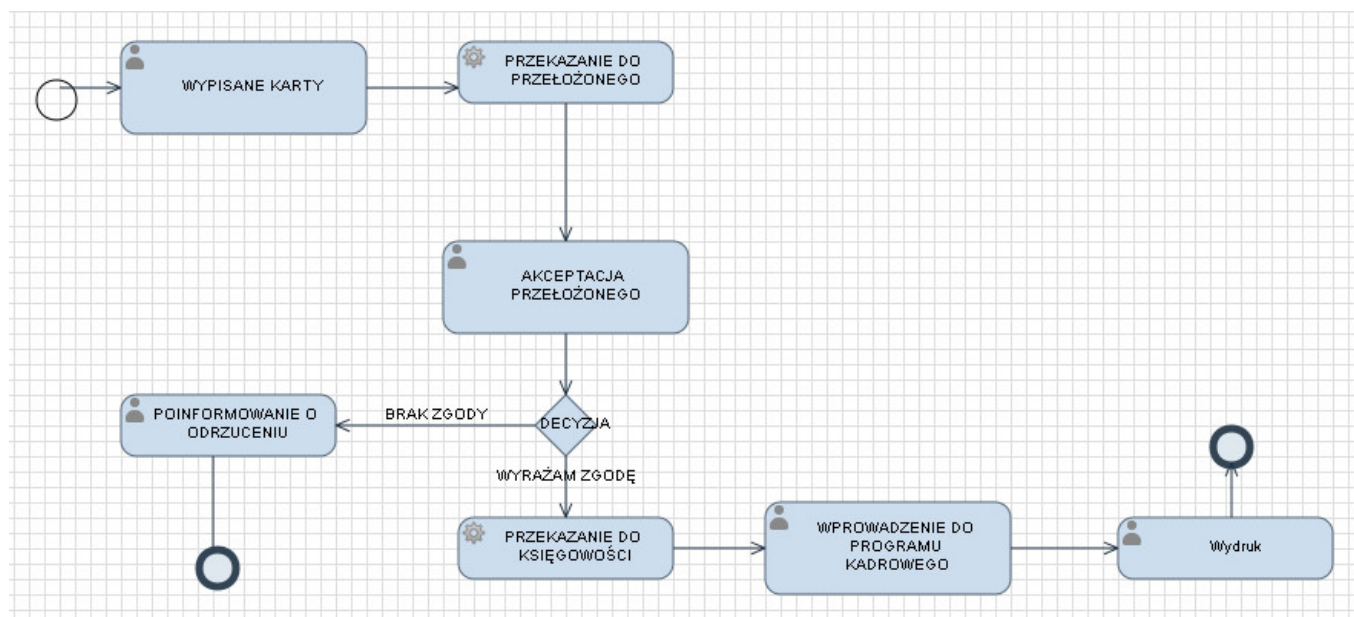 WYPISANE KARTY
PRZEKAZANIE DO
PRZEŁOŻONEGO
AKCEPTACJA
PRZEŁOŻONEGO
DECYZJA
BRAK ZGODY
POINFORMOWANIE O
ODRZUCENIU
WYRAŻAM ZGODĘ
PRZEKAZANIE DO
KSIĘGOWOŚCI
WPROWADZENIE DO
PROGRAMU
KADROWEGO
Wydruk